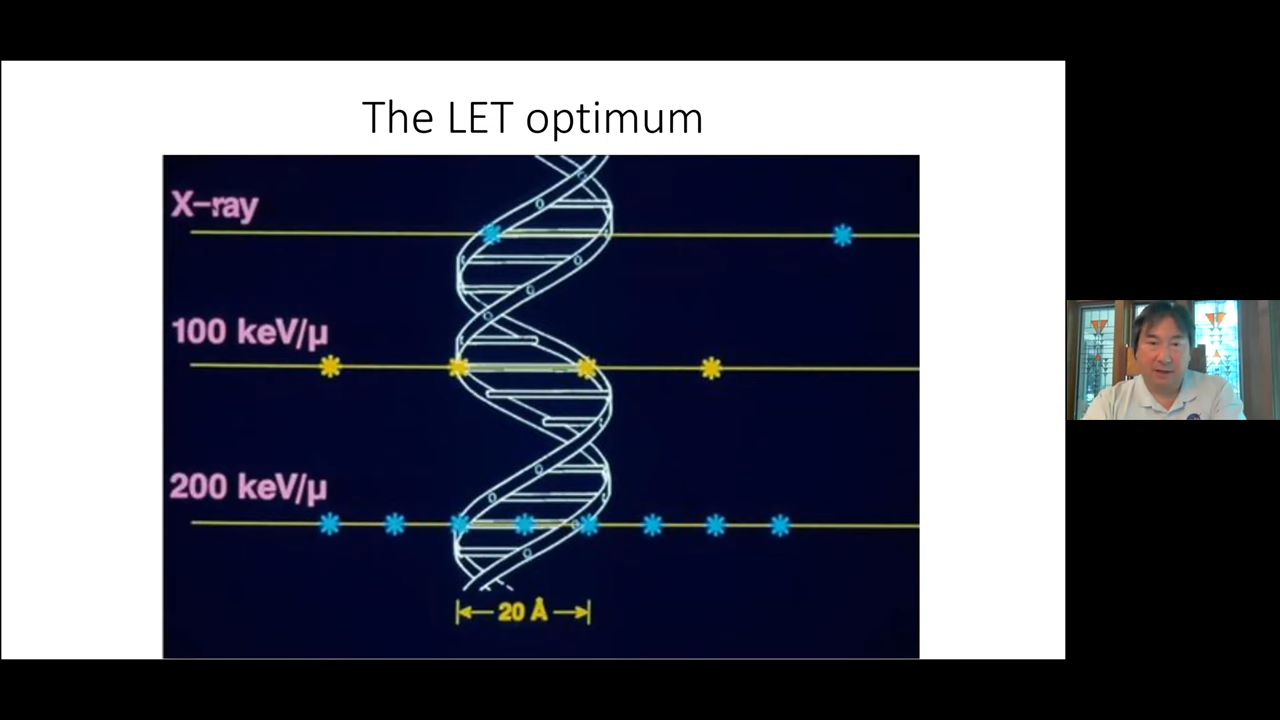 The LET optimum
X-ray
100 keV/μ
200 keV/μ
20 Å